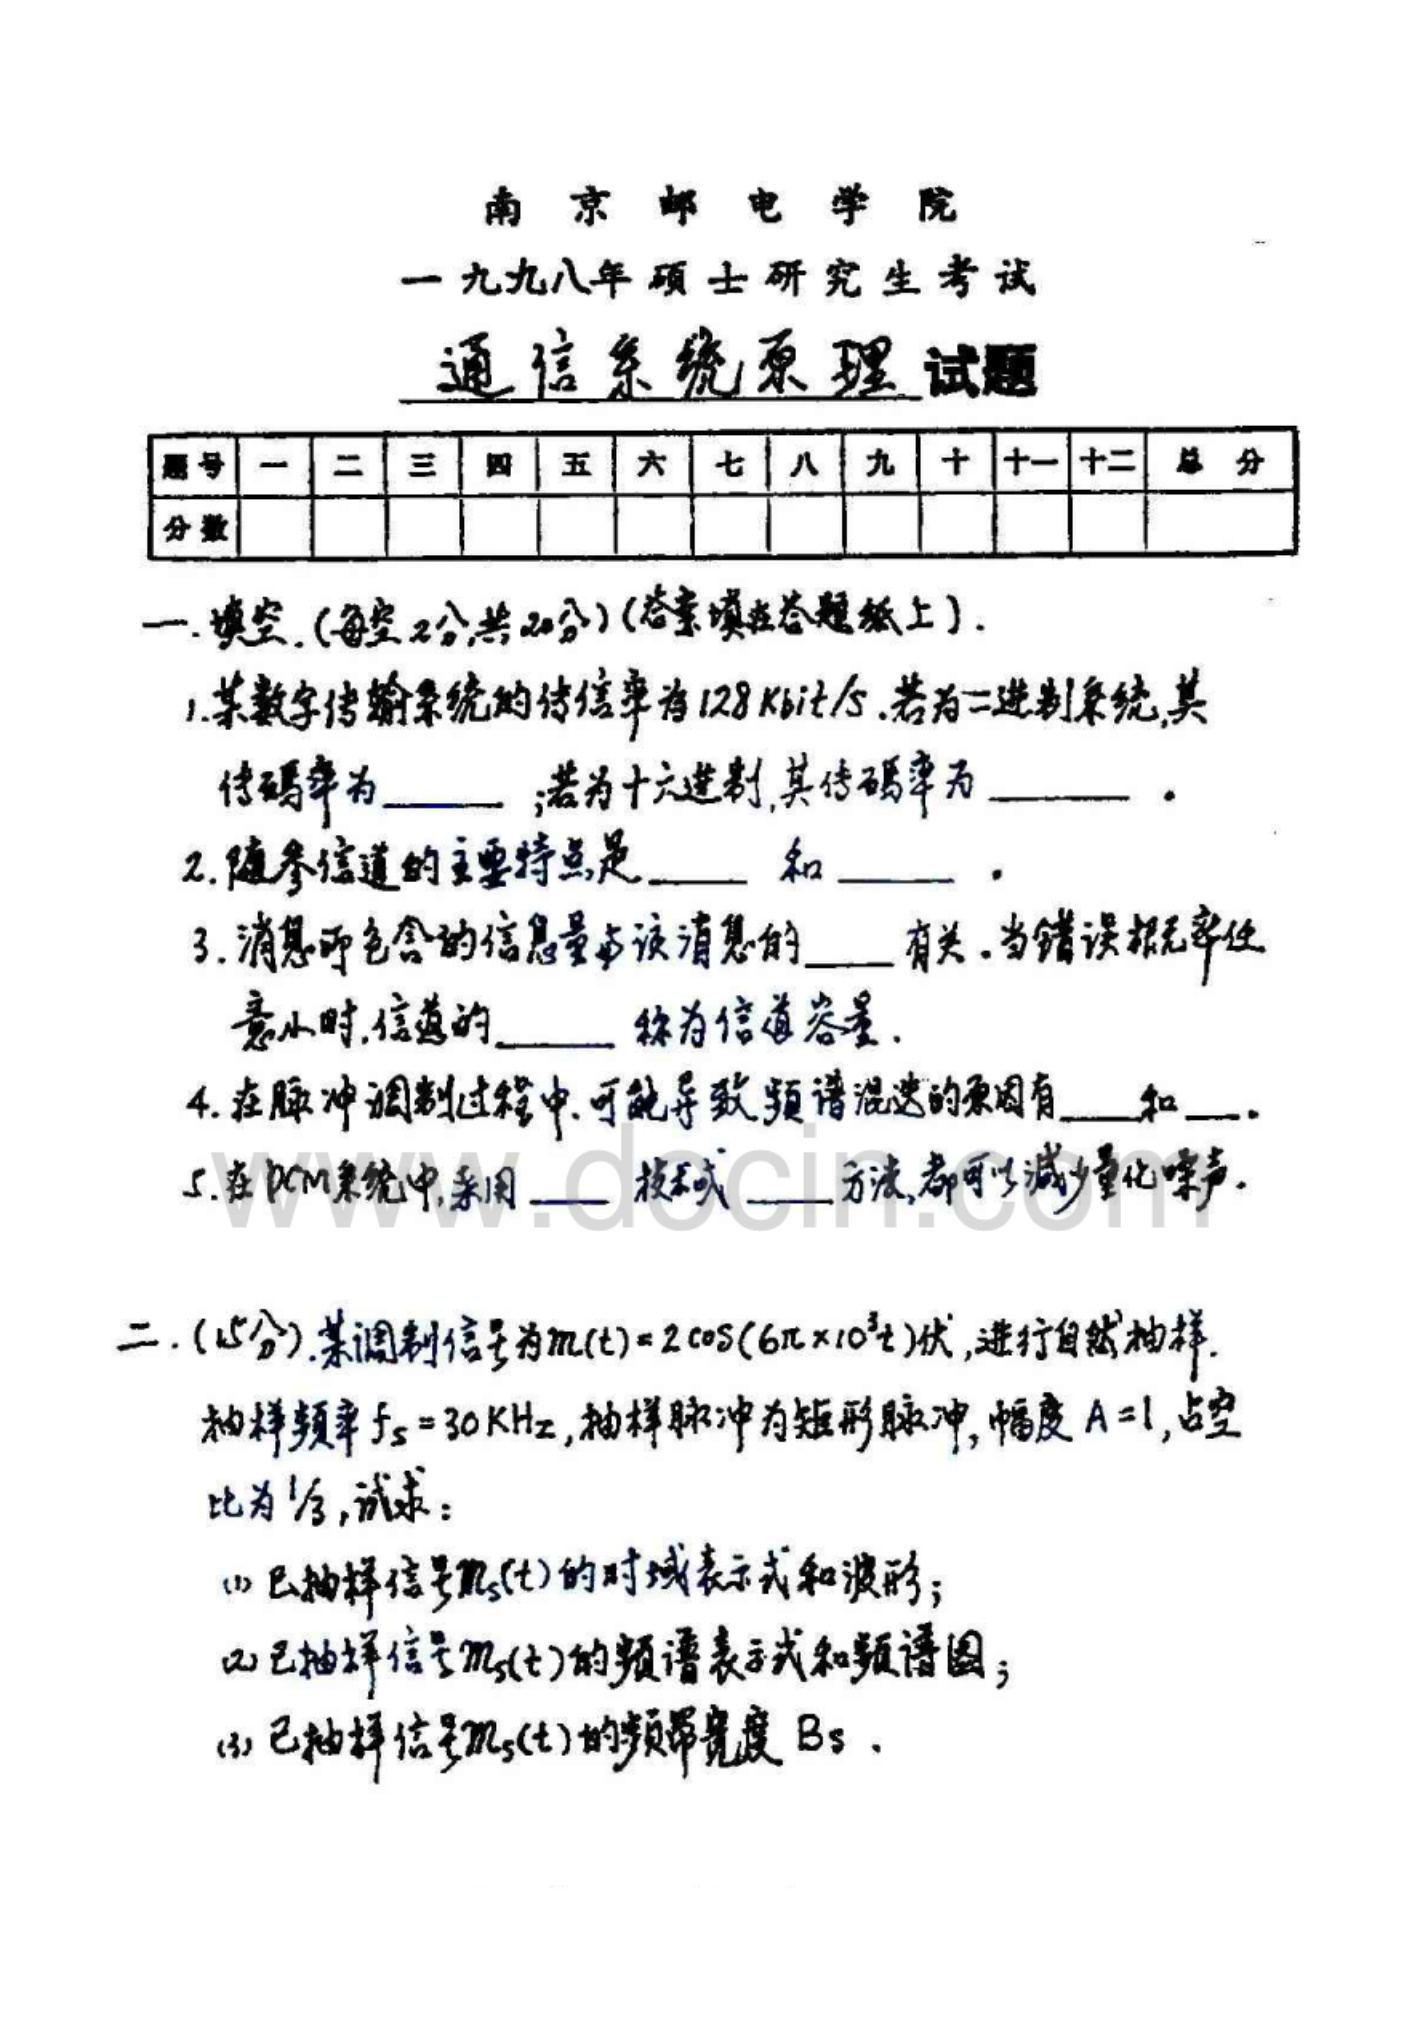 南京邮电学院
一九九八年硕士研究生考试
通信系统原理试题
题号 一 二 三 四 五 六 七 八 九 十 十一 十二 总分
分数
一.填空.(每空2分,共20分)(答案填在答题纸上).
1.某数字传输系统的传信率为128Kbit/s.若为二进制系统,其
传码率为______;若为十六进制,其传码率为______。
2.随参信道的主要特点是____和_____。
3.消息所包含的信息量与该消息的____有关.当错误概率任
意小时,信道的_____称为信道容量.
4.在脉冲调制过程中.可能导致频谱混迭的原因有____和___.
5.在PCM系统中,采用____技术或____方法,都可以减少量化噪声.
www.docin.com
二.(15分).某调制信号为m(t)=2cos(6π×10³t)伏,进行自然抽样.
抽样频率fs=30KHz,抽样脉冲为矩形脉冲,幅度A=1,占空
比为1/3,试求:
(1)已抽样信号ms(t)的时域表示式和波形;
(2)已抽样信号ms(t)的频谱表示式和频谱图;
(3)已抽样信号ms(t)的频带宽度Bs.